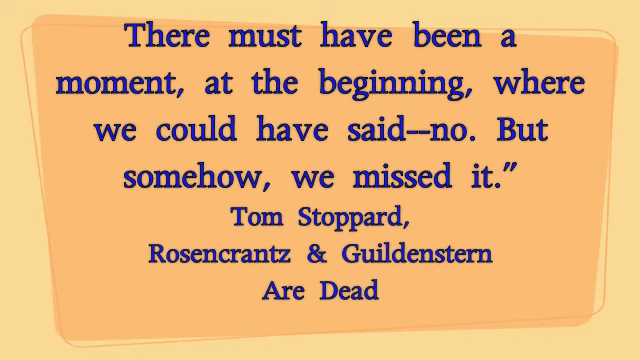 There must have been a
moment, at the beginning, where
we could have said--no. But
somehow, we missed it.”
Tom Stoppard,
Rosencrantz & Guildenstern
Are Dead